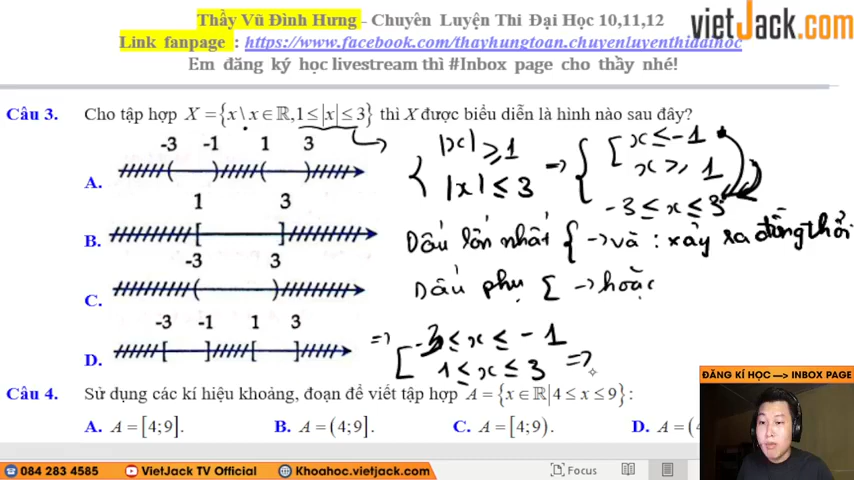 Thầy Vũ Đình Hưng - Chuyên Luyện Thi Đại Học 10,11,12
vietJack.com
Link fanpage : https://www.facebook.com/thayhungtoan.chuyenluyenthidaihoc
Em đăng ký học livestream thì #Inbox page cho thầy nhé!
Câu 3. Cho tập hợp X = {x \ x ∈ ℝ, 1 ≤ |x| ≤ 3} thì X được biểu diễn là hình nào sau đây?
A. -3 -1 1 3
B. 1 3
C. -3 3
D. -3 -1 1 3
{ |x| ≥ 1 => { [ x ≤ -1
x ≥ 1
|x| ≤ 3
-3 ≤ x ≤ 3
Dấu lớn nhất { → và : xảy ra đồng thời
Dấu phụ [ → hoặc
=> [ -3 ≤ x ≤ -1
1 ≤ x ≤ 3 =>
Câu 4. Sử dụng các kí hiệu khoảng, đoạn để viết tập hợp A = {x ∈ ℝ | 4 ≤ x ≤ 9}:
A. A = [4;9]. B. A = (4;9]. C. A = [4;9). D. A = (
ĐĂNG KÍ HỌC —> INBOX PAGE
084 283 4585 VietJack TV Official Khoahoc.vietjack.com
Focus